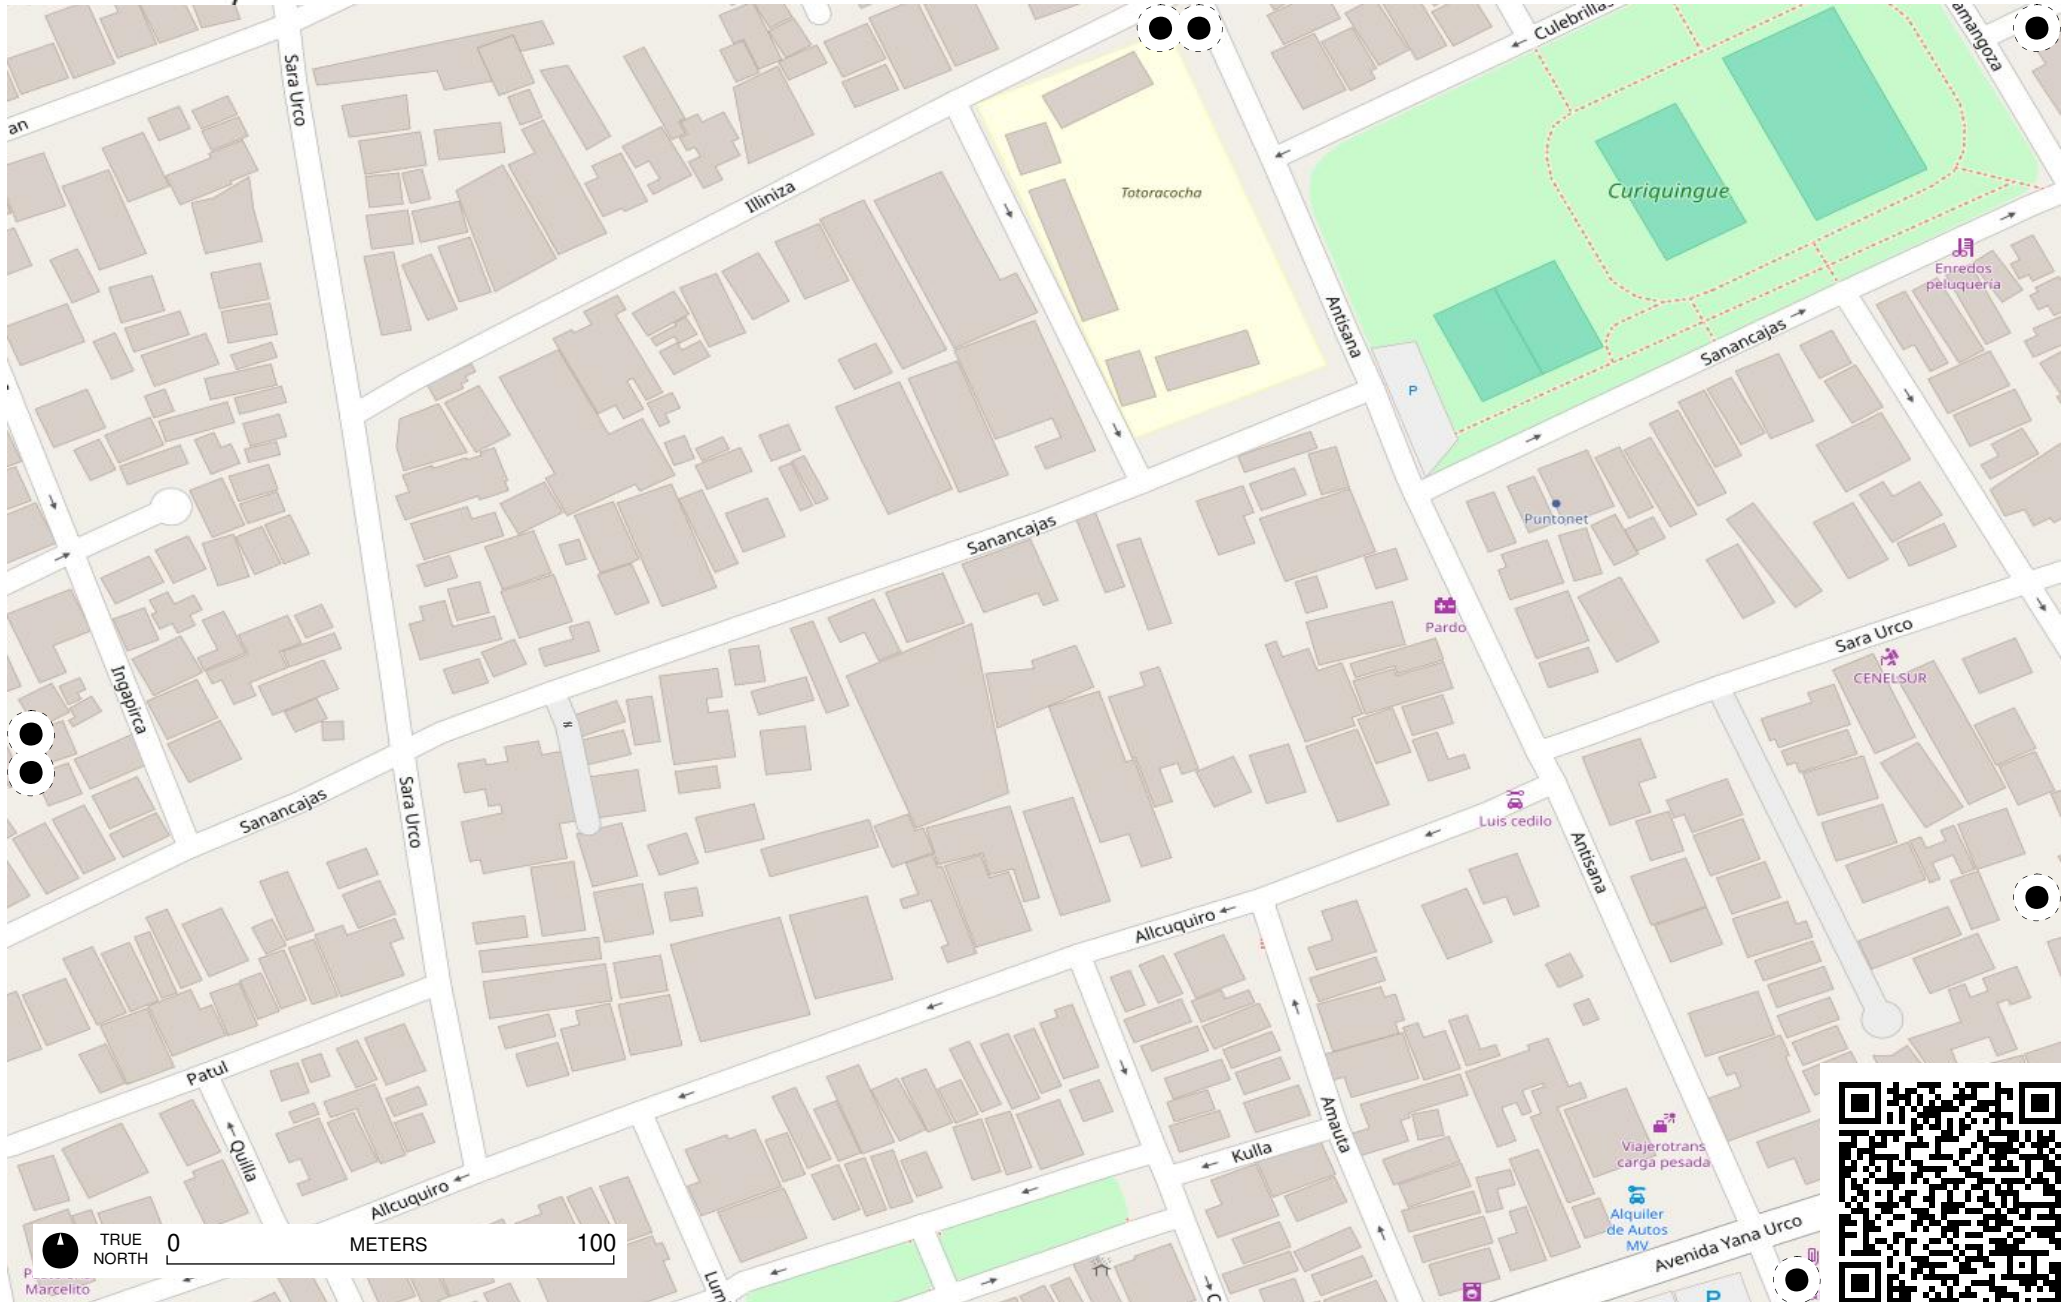 Culebrillas
Sara Urco
an
Illiniza
Totoracocha
Curiquingue
Enredos
peluquería
Antisana
Sanancajas
P
Puntonet
Sanancajas
Pardo
Sara Urco
CENELSUR
Ingapirca
Sanancajas
Sara Urco
Luis cedilo
Antisana
Allcuquiro
Patul
Quilla
Amauta
Kulla
Viajerotrans
carga pesada
Allcuquiro
Alquiler
de Autos
MV
Avenida Yana Urco
TRUE
NORTH
0
METERS
100
Marcelito
Lum
P